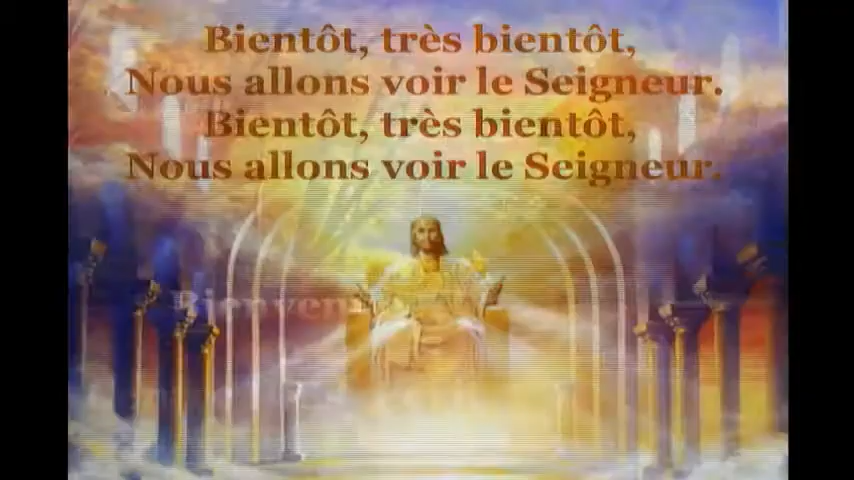 Bientôt, très bientôt,
Nous allons voir le Seigneur.
Bientôt, très bientôt,
Nous allons voir le Seigneur.